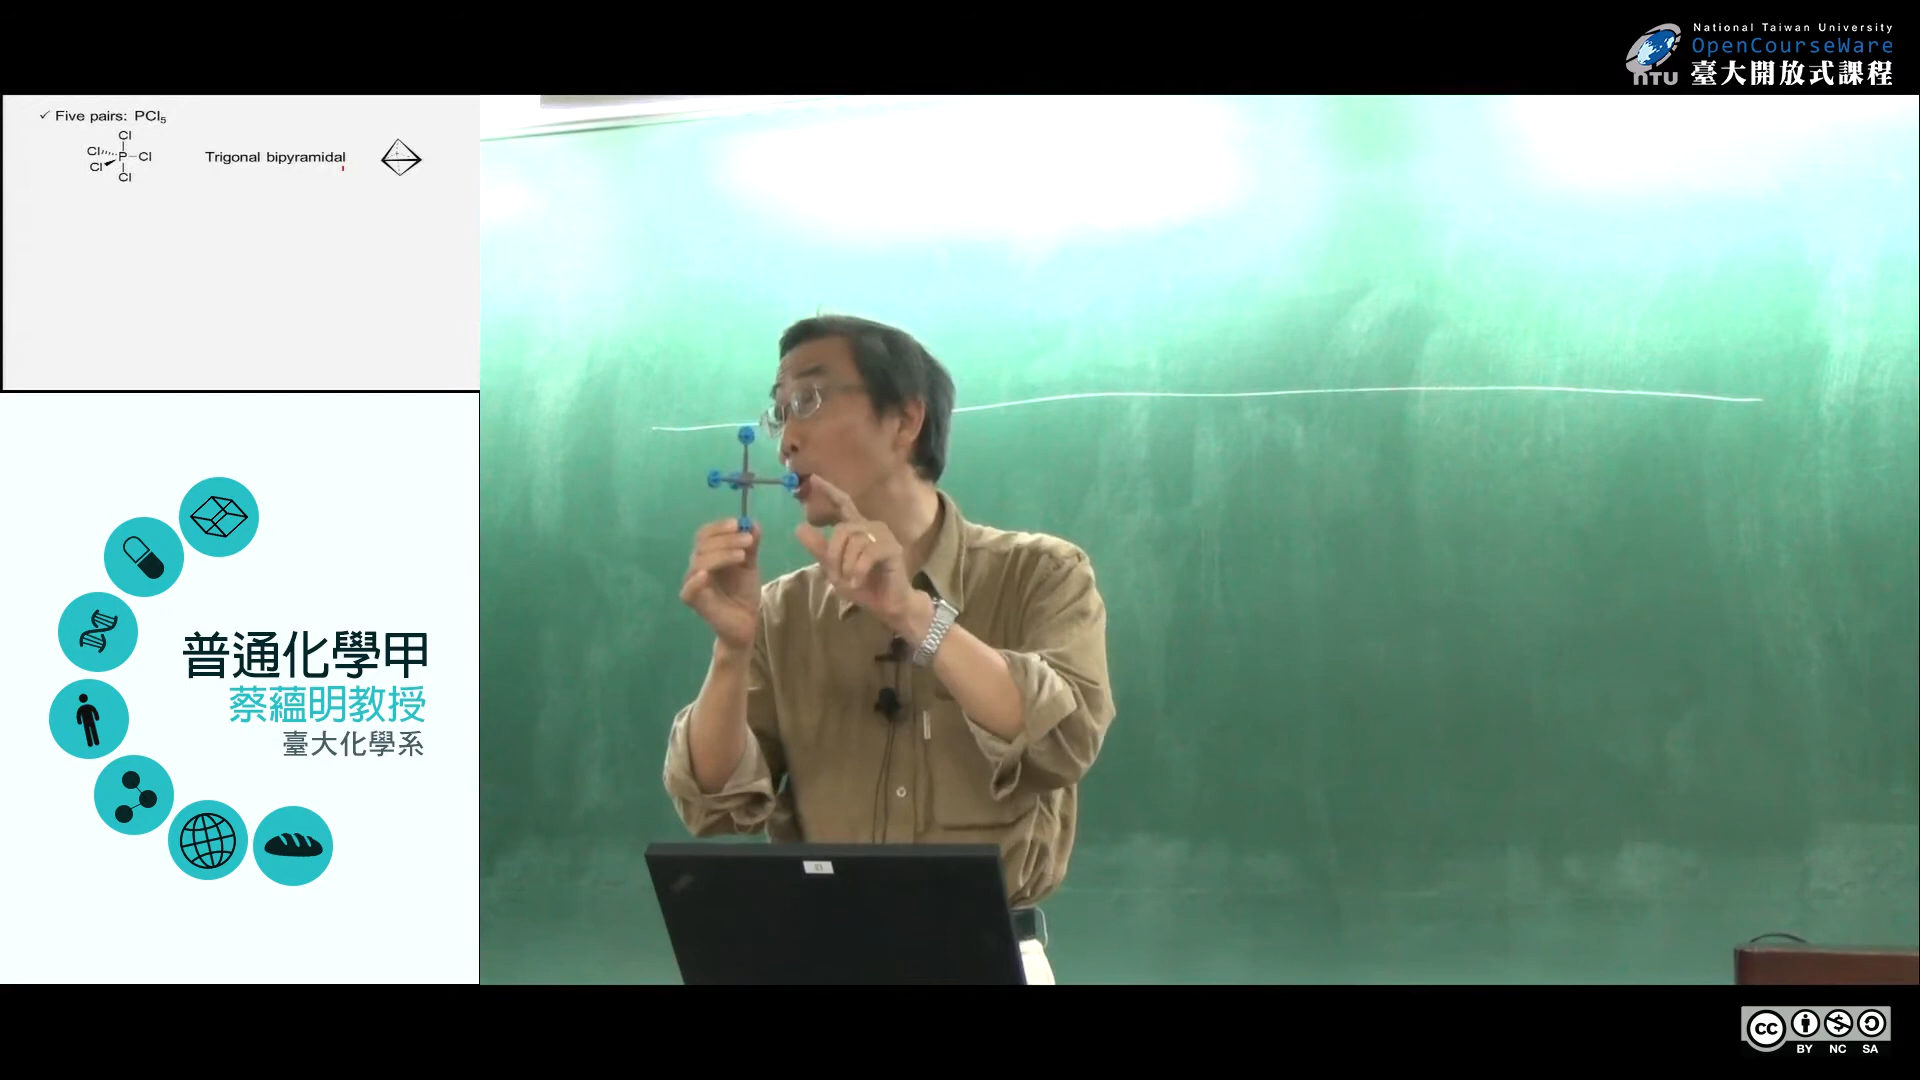 National Taiwan University
OpenCourseWare
臺大開放式課程
NTU
✓ Five pairs: PCl₅
Cl
Cl P Cl
Cl
Cl
Trigonal bipyramidal
普通化學甲
蔡蘊明教授
臺大化學系
cc
BY NC SA